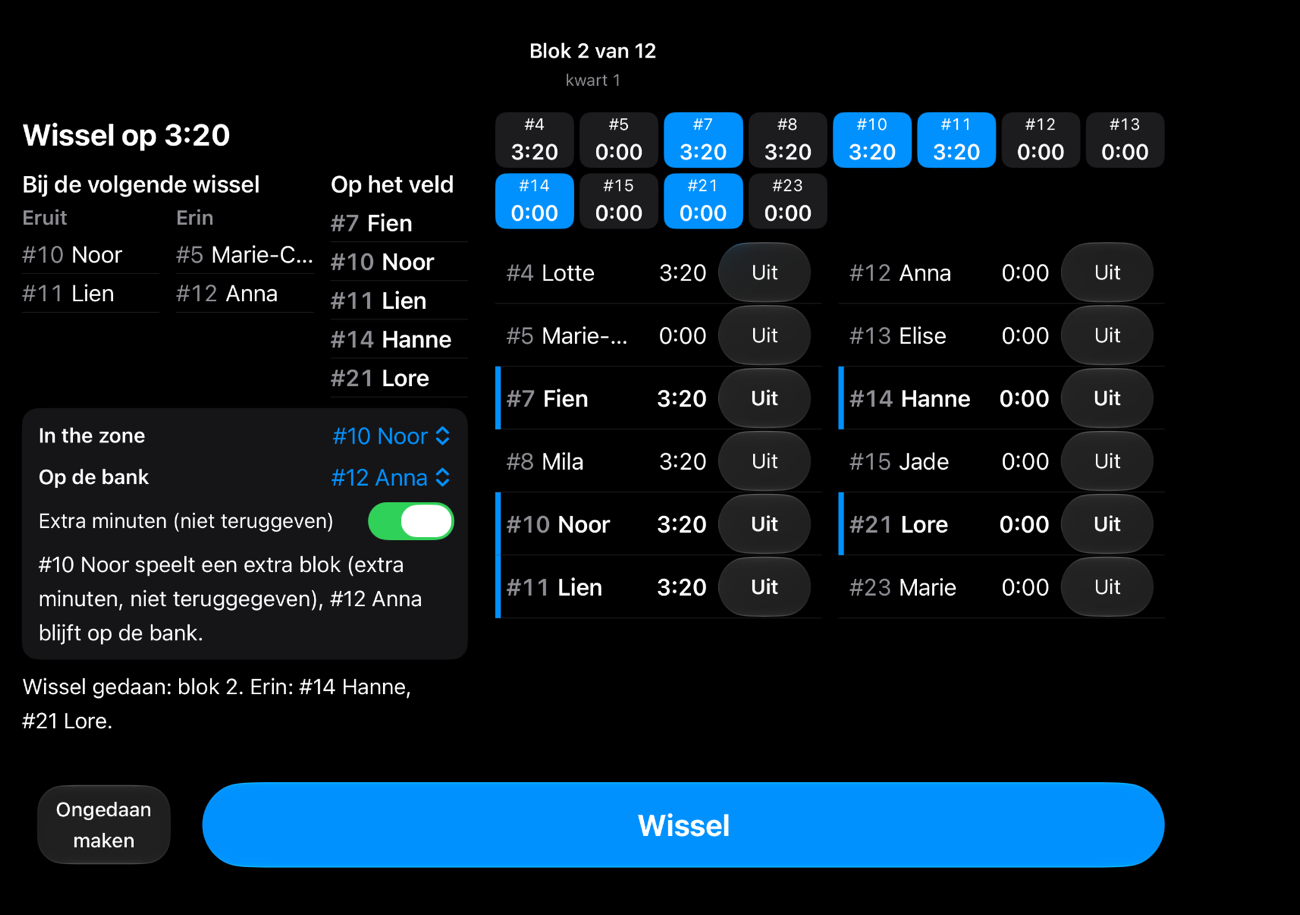 Blok 2 van 12
kwart 1
Wissel op 3:20
Bij de volgende wissel
Eruit Erin
#10 Noor #5 Marie-C...
#11 Lien #12 Anna
Op het veld
#7 Fien
#10 Noor
#11 Lien
#14 Hanne
#21 Lore
In the zone #10 Noor
Op de bank #12 Anna
Extra minuten (niet teruggeven)
#10 Noor speelt een extra blok (extra
minuten, niet teruggegeven), #12 Anna
blijft op de bank.
Wissel gedaan: blok 2. Erin: #14 Hanne,
#21 Lore.
#4 #5 #7 #8 #10 #11 #12 #13
3:20 0:00 3:20 3:20 3:20 3:20 0:00 0:00
#14 #15 #21 #23
0:00 0:00 0:00 0:00
#4 Lotte 3:20 Uit
#5 Marie-... 0:00 Uit
#7 Fien 3:20 Uit
#8 Mila 3:20 Uit
#10 Noor 3:20 Uit
#11 Lien 3:20 Uit
#12 Anna 0:00 Uit
#13 Elise 0:00 Uit
#14 Hanne 0:00 Uit
#15 Jade 0:00 Uit
#21 Lore 0:00 Uit
#23 Marie 0:00 Uit
Ongedaan
maken
Wissel